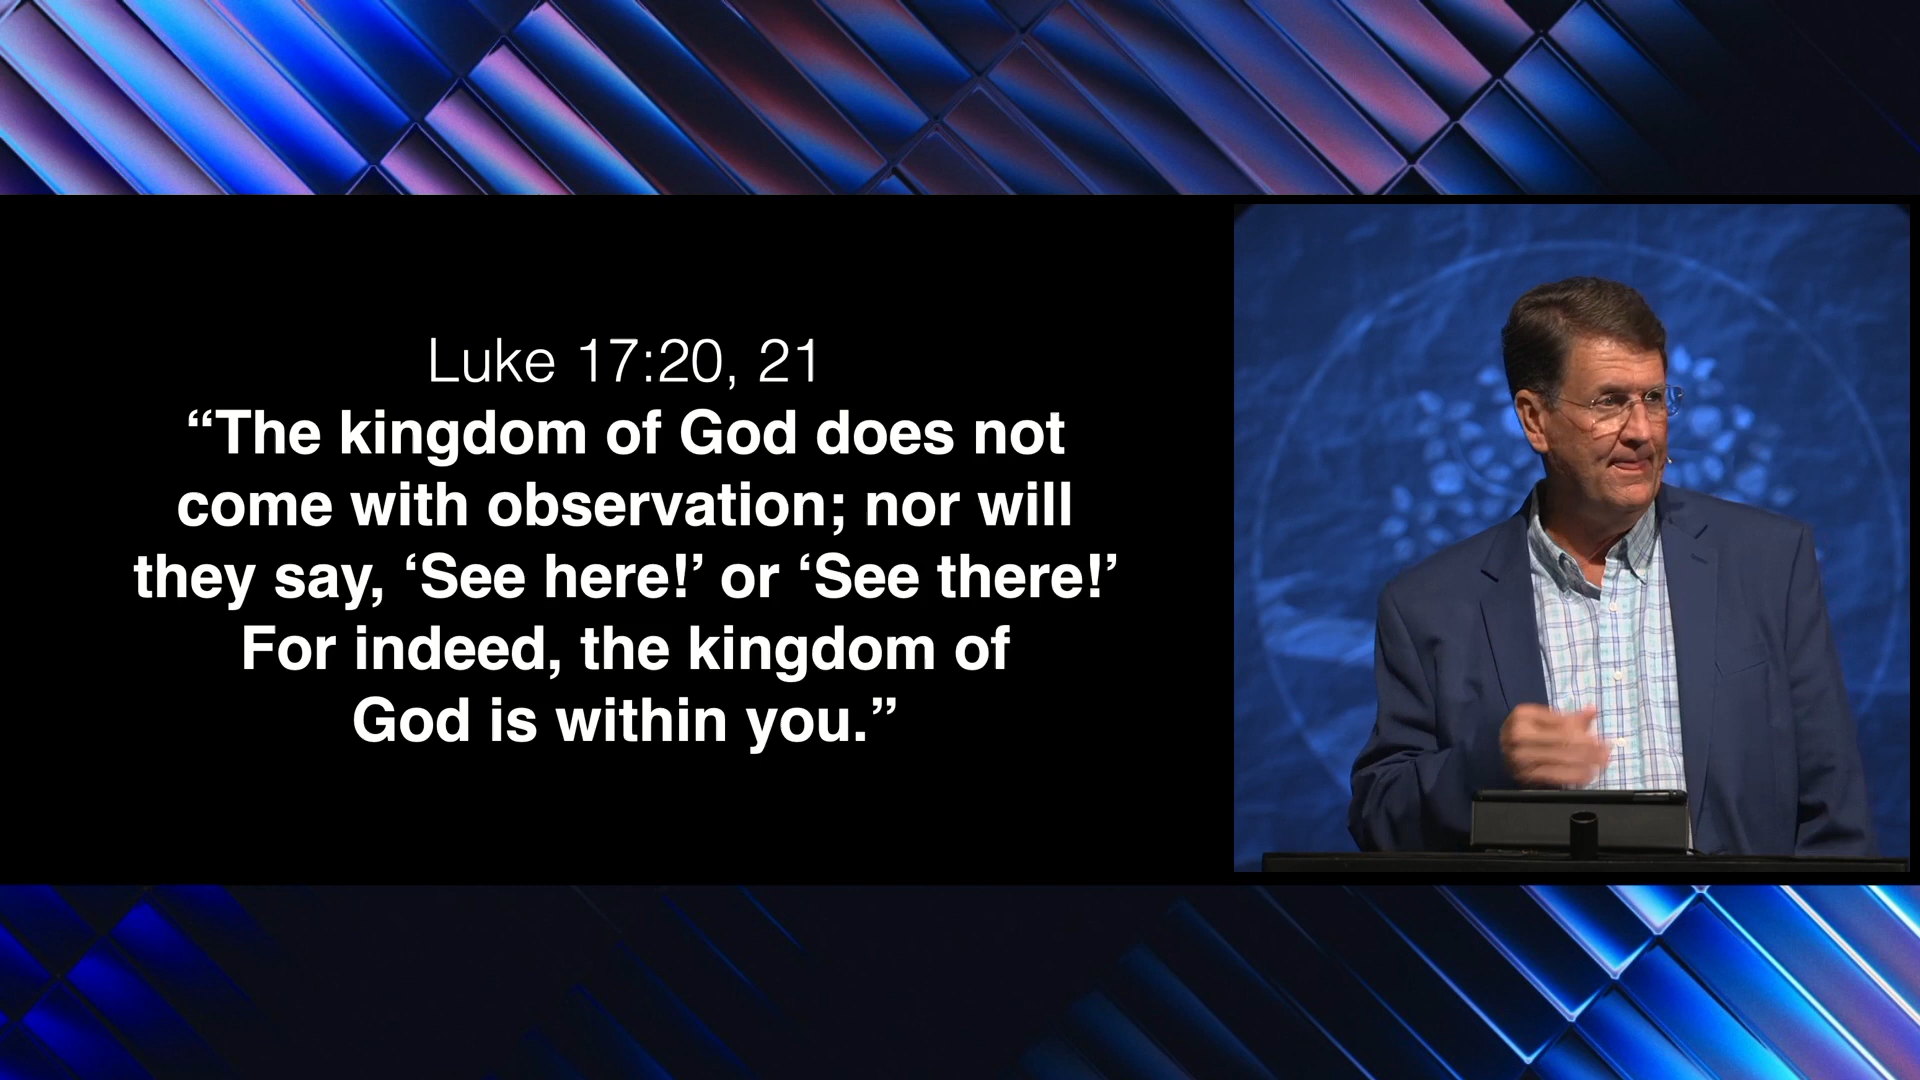 Luke 17:20, 21
“The kingdom of God does not
come with observation; nor will
they say, ‘See here!’ or ‘See there!’
For indeed, the kingdom of
God is within you.”